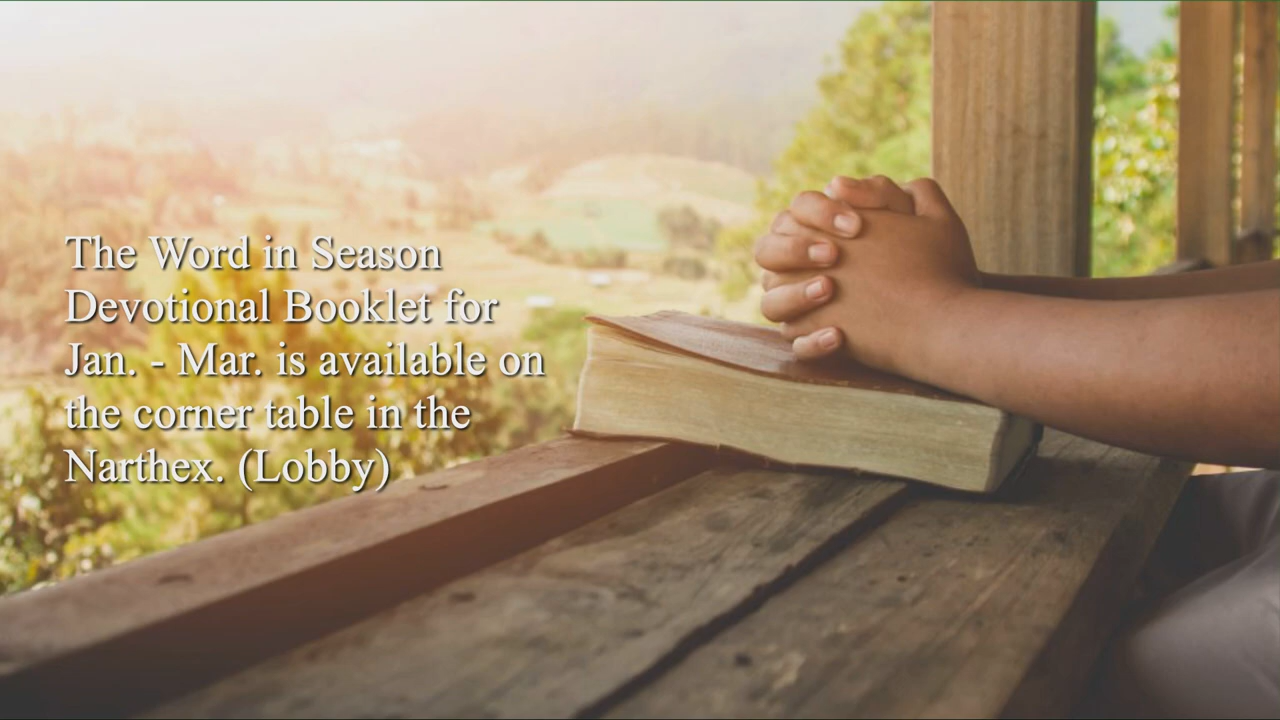 The Word in Season
Devotional Booklet for
Jan. - Mar. is available on
the corner table in the
Narthex. (Lobby)